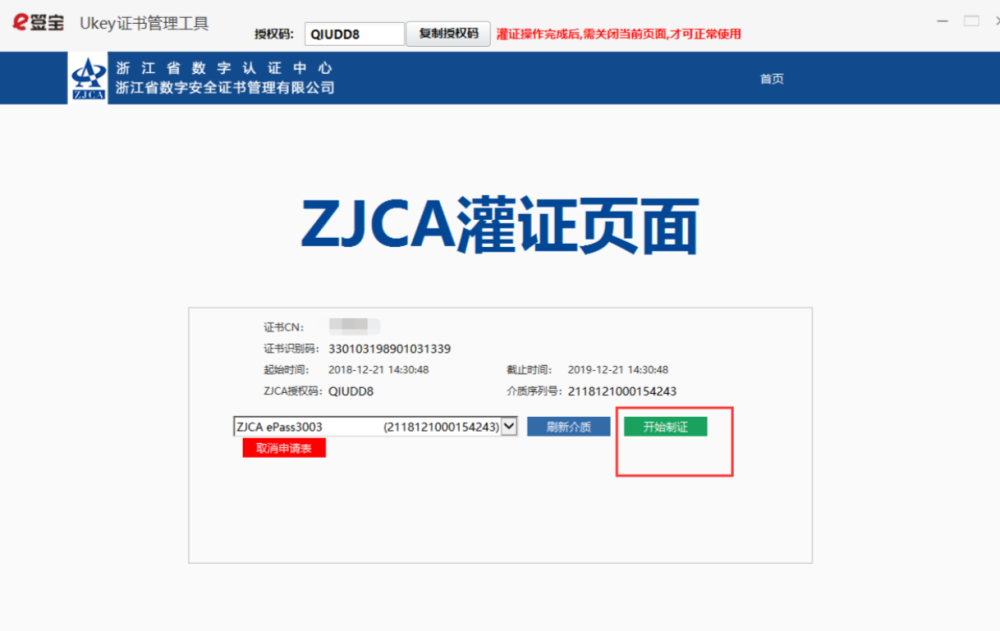 e签宝 Ukey证书管理工具
授权码: QIUDD8 复制授权码 灌证操作完成后,需关闭当前页面,才可正常使用
浙江省数字认证中心
浙江省数字安全证书管理有限公司
ZJCA
首页
ZJCA灌证页面
证书CN:
证书识别码: 330103198901031339
起始时间: 2018-12-21 14:30:48 截止时间: 2019-12-21 14:30:48
ZJCA授权码: QIUDD8 介质序列号: 2118121000154243
ZJCA ePass3003 (2118121000154243) 刷新介质 开始制证
取消申请表